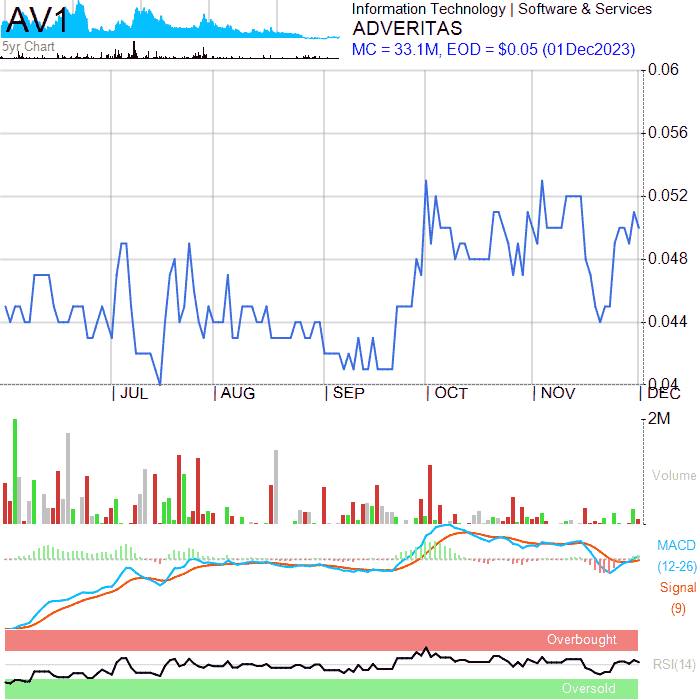 AV1
5yr Chart
Information Technology | Software & Services
ADVERITAS
MC = 33.1M, EOD = $0.05 (01Dec2023)
0.06
0.056
0.052
0.048
0.044
0.04
JUL AUG SEP OCT NOV DEC
2M
Volume
MACD
(12-26)
Signal
(9)
Overbought
RSI(14)
Oversold